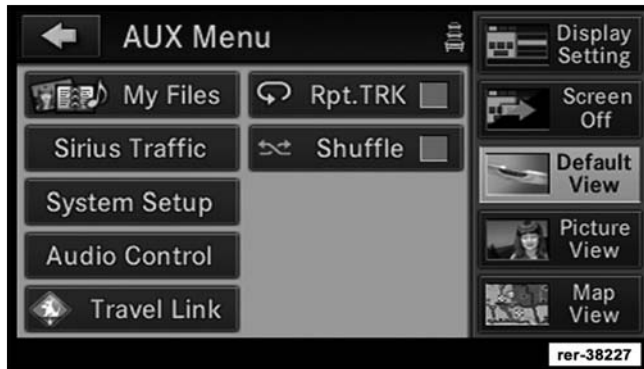 AUX Menu
My Files
Rpt.TRK
Sirius Traffic
Shuffle
System Setup
Audio Control
Travel Link
Display
Setting
Screen
Off
Default
View
Picture
View
Map
View
rer-38227